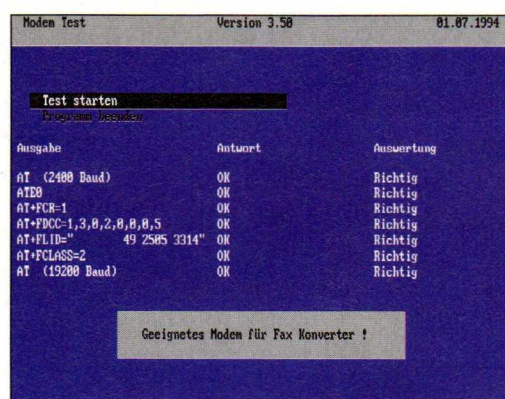 Modem Test Version 3.50 01.07.1994
Test starten
Programm beenden
Ausgabe Antwort Auswertung
AT (2400 Baud) OK Richtig
ATE0 OK Richtig
AT+FCR=1 OK Richtig
AT+FDCC=1,3,0,2,0,0,0,5 OK Richtig
AT+FLID=" 49 2505 3314" OK Richtig
AT+FCLASS=2 OK Richtig
AT (19200 Baud) OK Richtig
Geeignetes Modem für Fax Konverter !